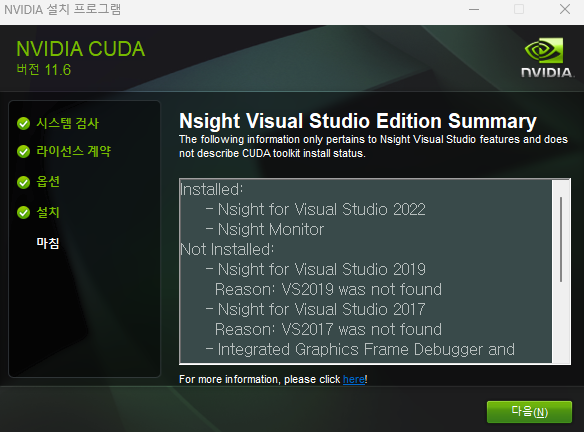 NVIDIA 설치 프로그램
NVIDIA CUDA
버전 11.6
NVIDIA.
시스템 검사
라이선스 계약
옵션
설치
마침
Nsight Visual Studio Edition Summary
The following information only pertains to Nsight Visual Studio features and does
not describe CUDA toolkit install status.
Installed:
- Nsight for Visual Studio 2022
- Nsight Monitor
Not Installed:
- Nsight for Visual Studio 2019
Reason: VS2019 was not found
- Nsight for Visual Studio 2017
Reason: VS2017 was not found
- Integrated Graphics Frame Debugger and
For more information, please click here!
다음(N)